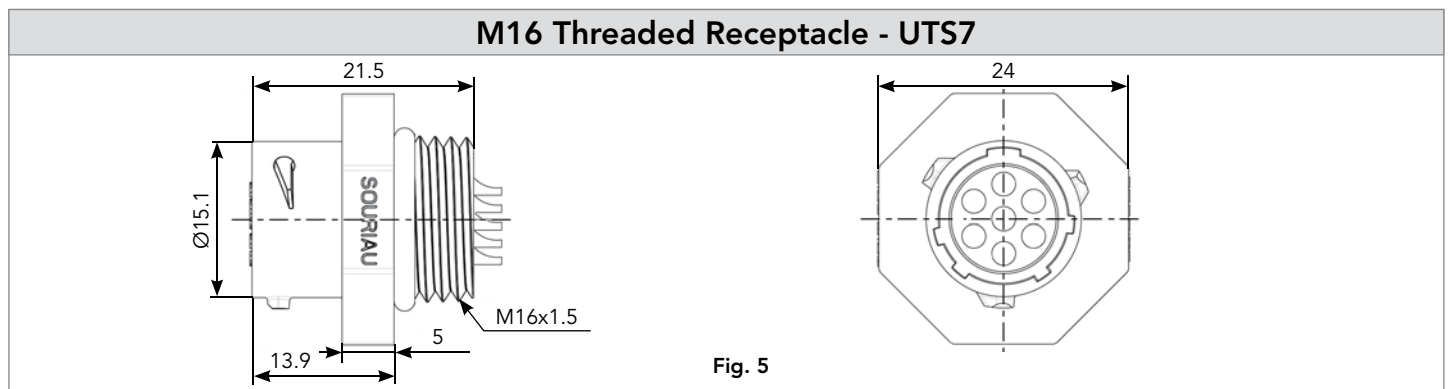 M16 Threaded Receptacle - UTS7
21.5
24
Ø15.1
SOURIAU
M16x1.5
5
13.9
Fig. 5